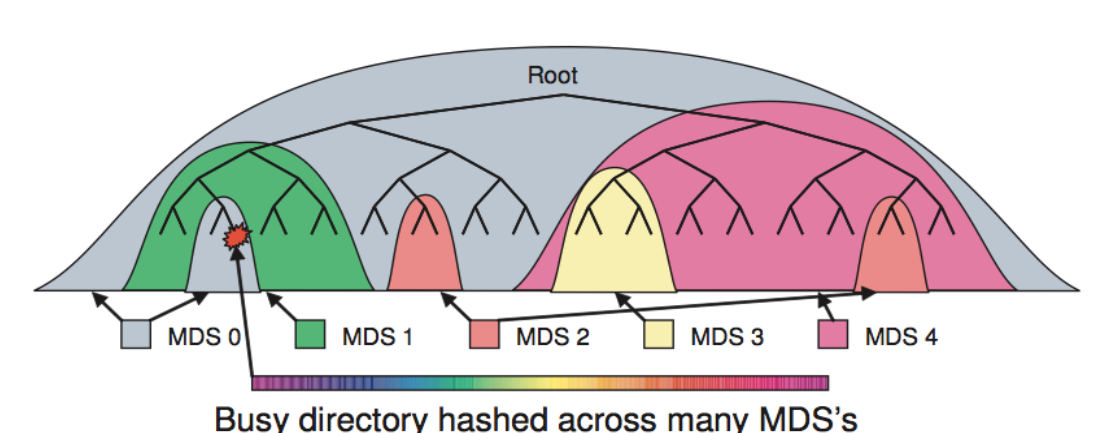 Root
MDS 0 MDS 1 MDS 2 MDS 3 MDS 4
Busy directory hashed across many MDS’s